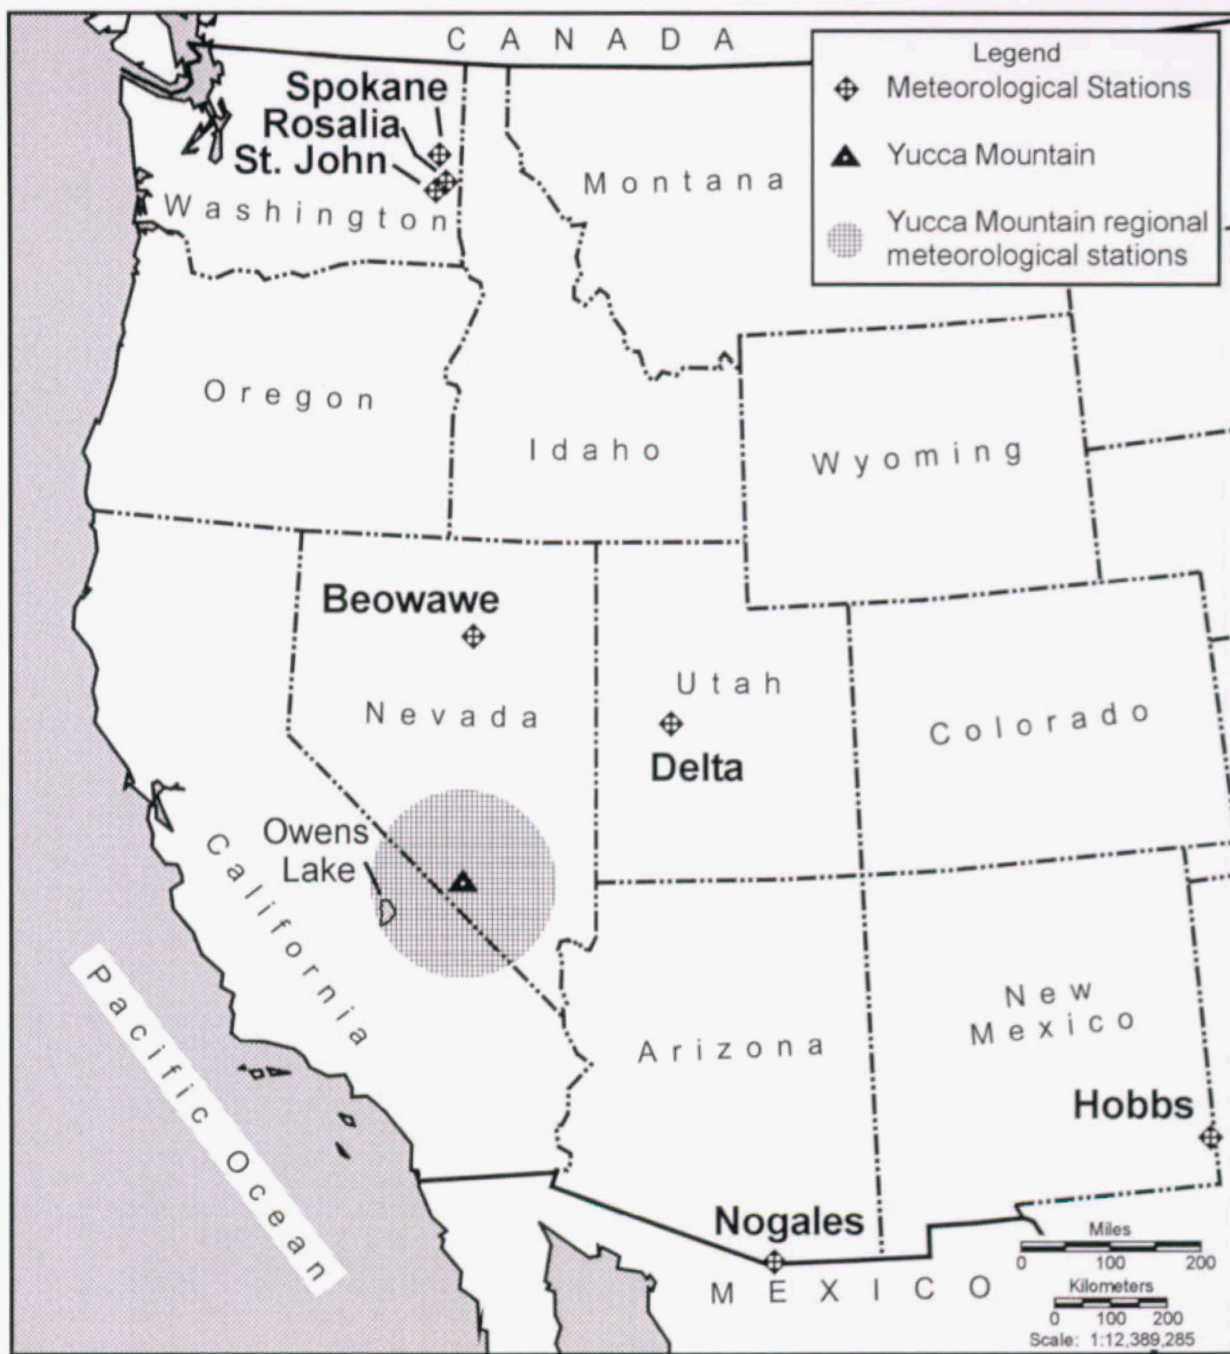 CANADA
Legend
Meteorological Stations
Yucca Mountain
Yucca Mountain regional
meteorological stations
Spokane
Rosalia
St. John
Washington
Montana
Oregon
Idaho
Wyoming
Beowawe
Nevada
Utah
Delta
Colorado
Owens
Lake
California
Pacific Ocean
Arizona
New
Mexico
Hobbs
Nogales
MEXICO
Miles
0 100 200
Kilometers
0 100 200
Scale: 1:12,389,285